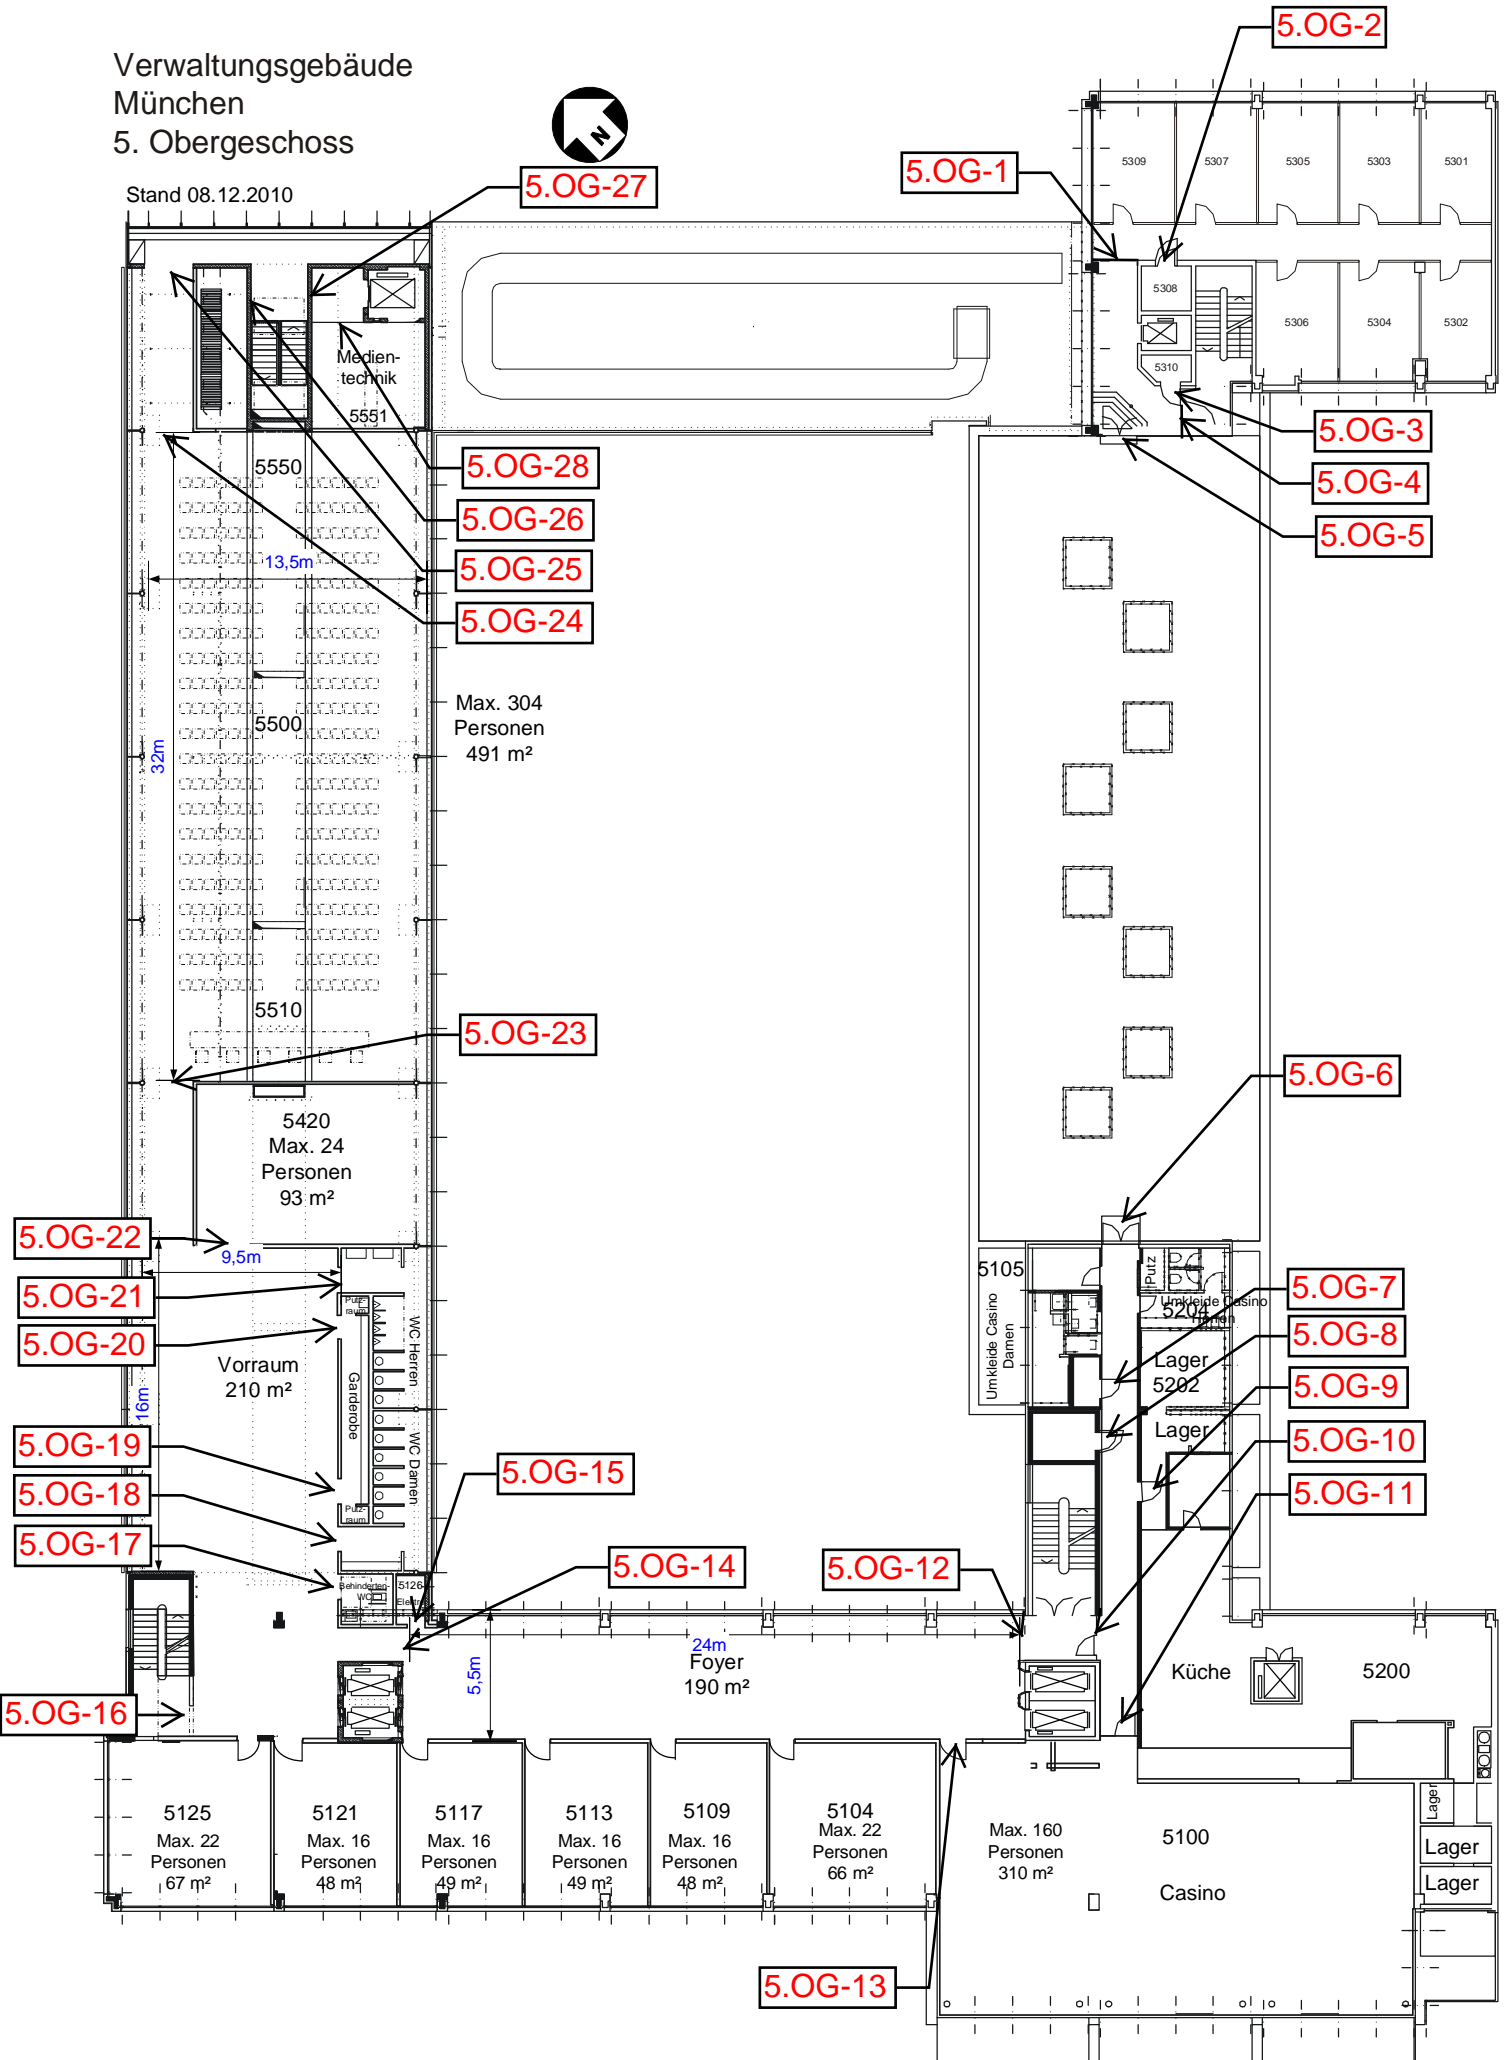 Verwaltungsgebäude
München
5. Obergeschoss
Stand 08.12.2010
N
5.OG-27
5.OG-1
5.OG-2
5309
5307
5305
5303
5301
5308
5310
5306
5304
5302
5.OG-3
5.OG-4
5.OG-5
Medien-
technik
5551
5550
5.OG-28
5.OG-26
5.OG-25
5.OG-24
13,5m
32m
5500
Max. 304
Personen
491 m²
5510
5.OG-23
5420
Max. 24
Personen
93 m²
5.OG-6
5.OG-22
5.OG-21
5.OG-20
9,5m
16m
Vorraum
210 m²
Putz-
raum
Garderobe
WC Herren
WC Damen
Putz-
raum
5.OG-19
5.OG-18
5.OG-17
5.OG-16
Behinderten-
WC
5126
Elektro
5.OG-15
5.OG-14
5.OG-12
5105
Umkleide Casino
Damen
Putz
Umkleide Casino
Herren
5204
Lager
5202
Lager
5.OG-7
5.OG-8
5.OG-9
5.OG-10
5.OG-11
24m
5,5m
Foyer
190 m²
Küche
5200
5125
Max. 22
Personen
67 m²
5121
Max. 16
Personen
48 m²
5117
Max. 16
Personen
49 m²
5113
Max. 16
Personen
49 m²
5109
Max. 16
Personen
48 m²
5104
Max. 22
Personen
66 m²
Max. 160
Personen
310 m²
5100
Casino
Lager
Lager
Lager
5.OG-13